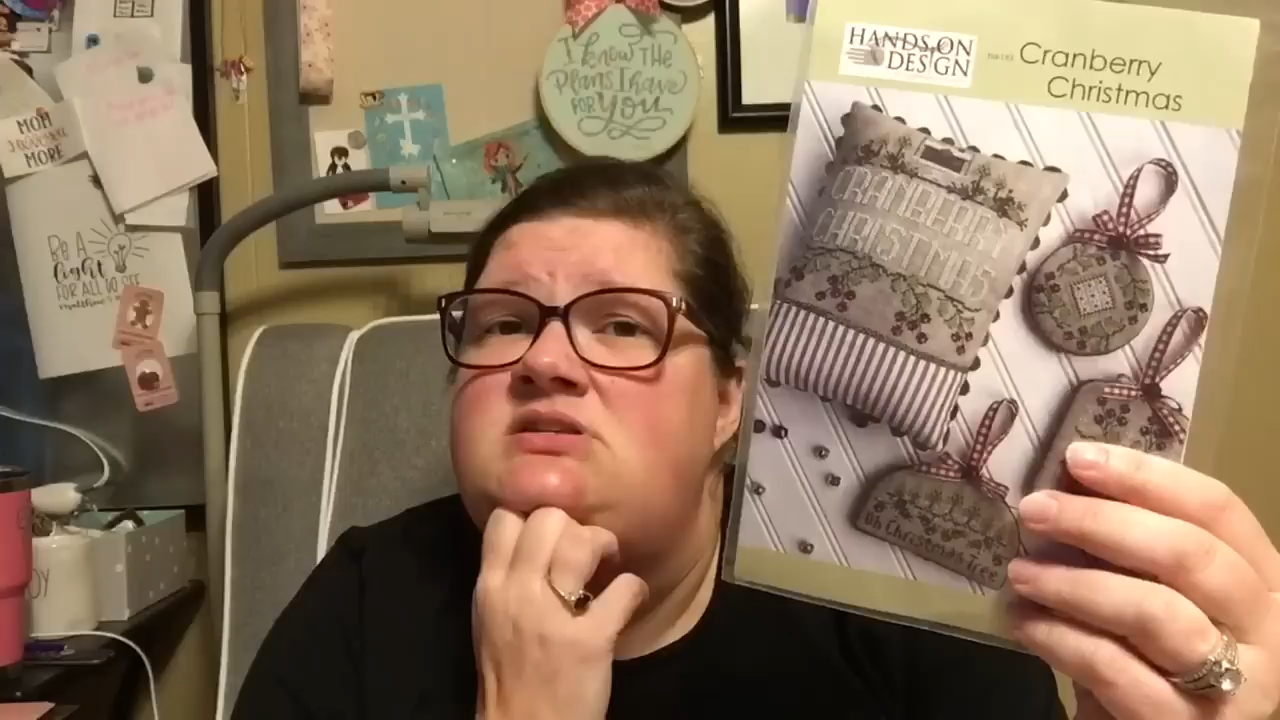 MOM
MORE
Be A
light
FOR ALL TO SEE
I know THE
Plans I have
FOR You
HANDS ON
DESIGN
Cranberry
Christmas
CRANBERRY
CHRISTMAS
Oh Christmas Tree
OY